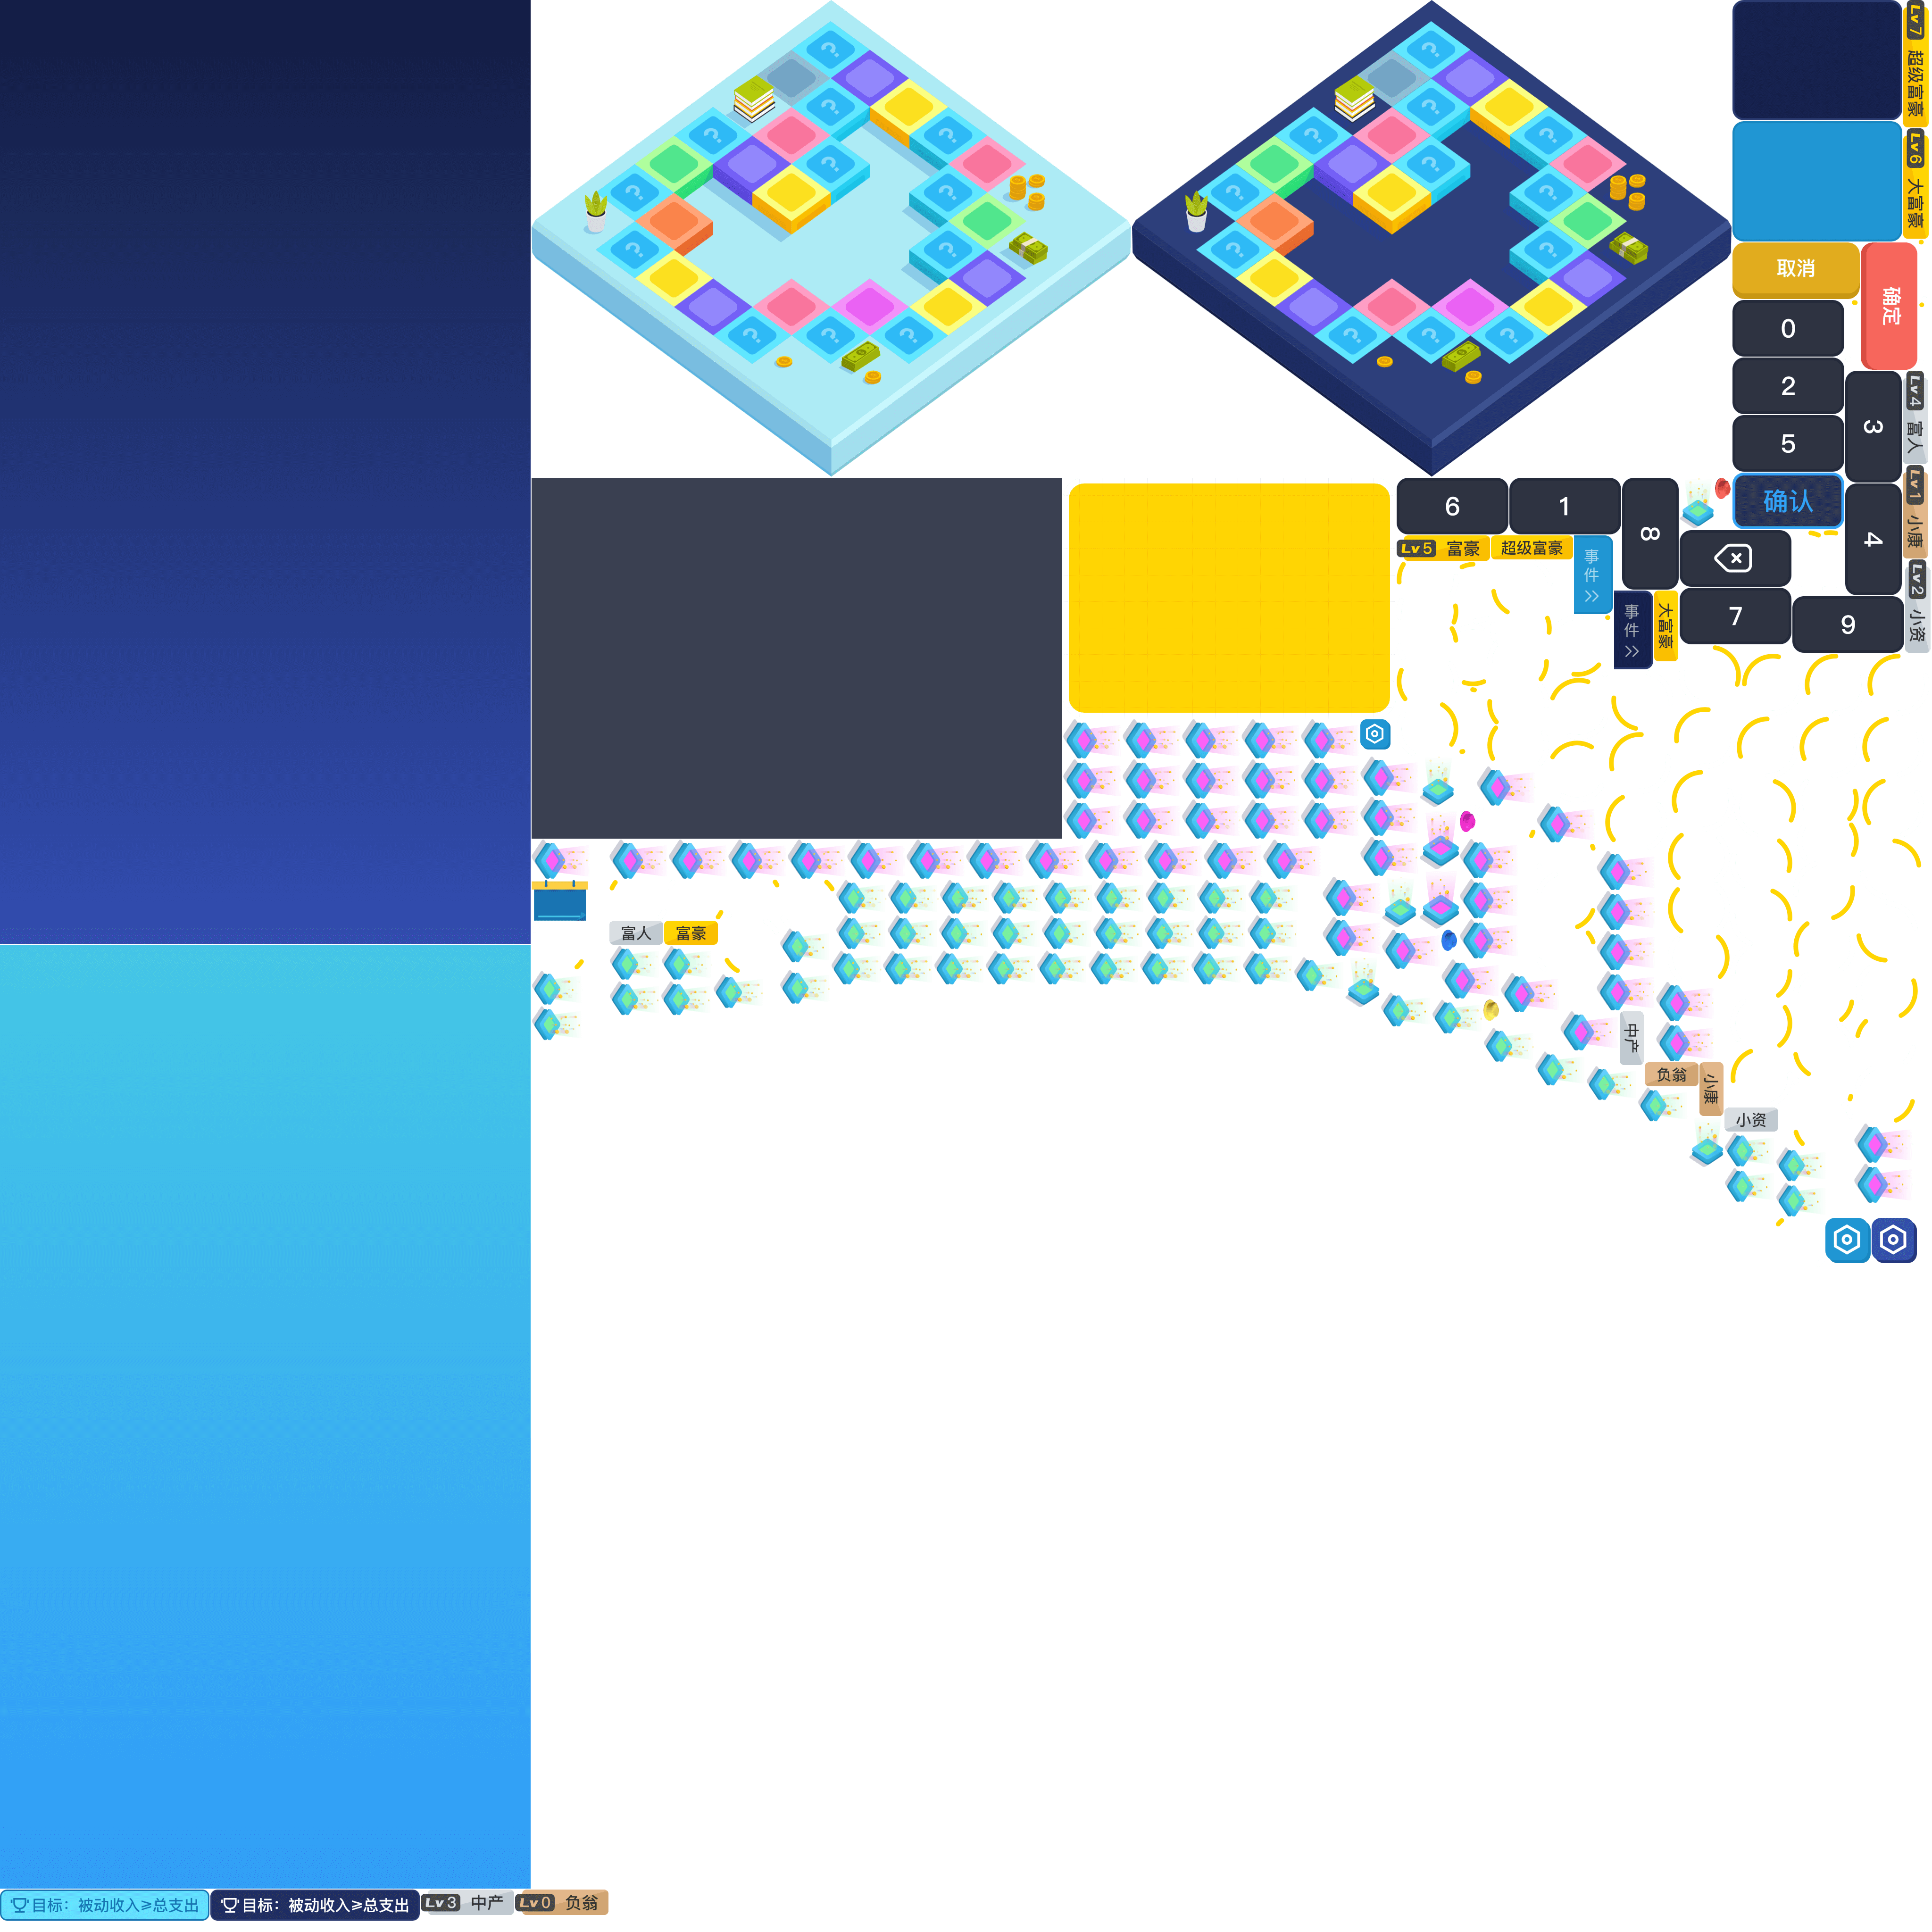 Lv7 超级富豪
Lv6 大富豪
取消
确定
0
2
3
5
Lv4 富人
确认
4
Lv1 小康
Lv2 小资
6
1
8
Lv5 富豪
超级富豪
事件
事件
大富豪
7
9
富人
富豪
中产
负翁
小康
小资
目标：被动收入≥总支出
目标：被动收入≥总支出
Lv3 中产
Lv0 负翁